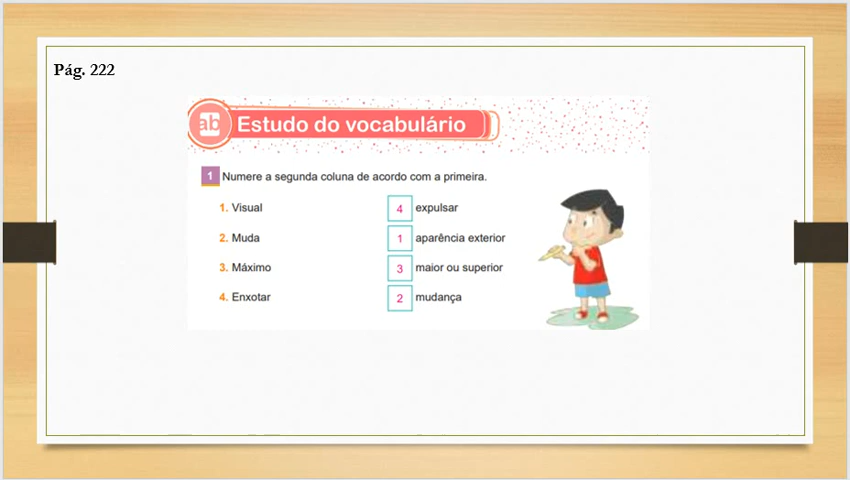 Pág. 222
ab
Estudo do vocabulário
1 Numere a segunda coluna de acordo com a primeira.
1. Visual 4 expulsar
2. Muda 1 aparência exterior
3. Máximo 3 maior ou superior
4. Enxotar 2 mudança